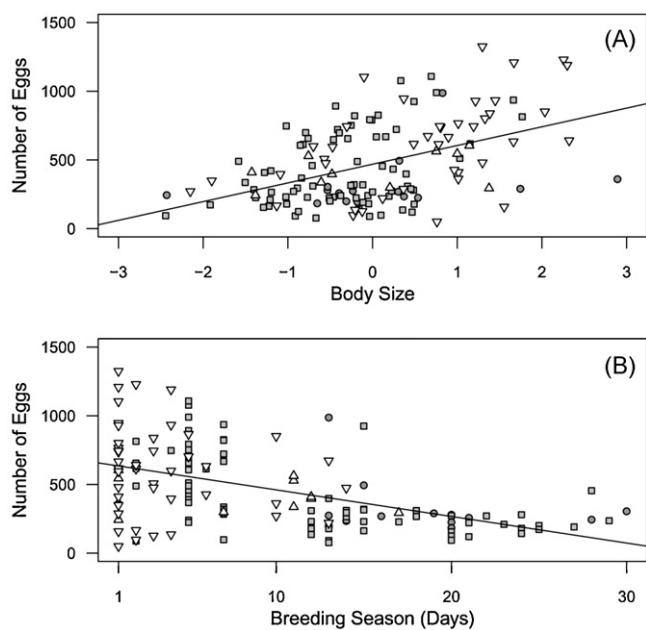 (A)
Number of Eggs
1500
1000
500
0
−3 −2 −1 0 1 2 3
Body Size
(B)
Number of Eggs
1500
1000
500
0
1 10 20 30
Breeding Season (Days)